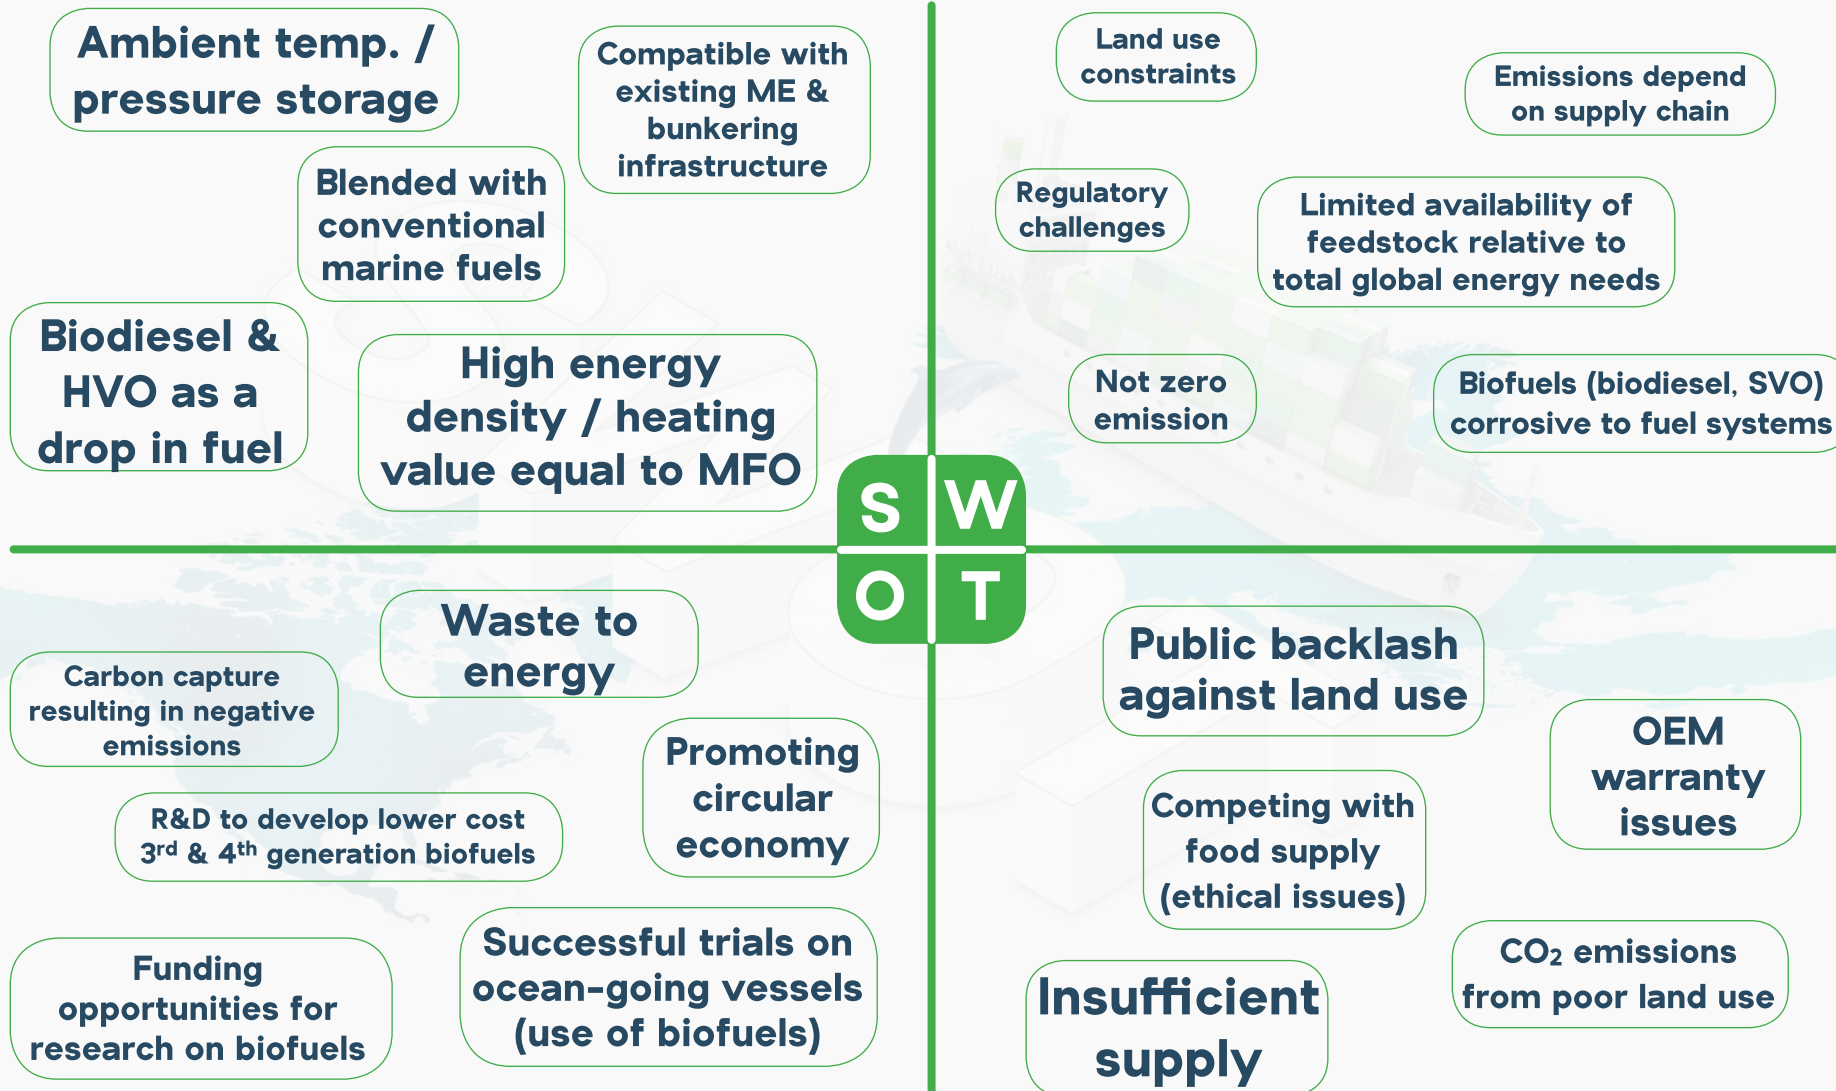 Ambient temp. /
pressure storage
Compatible with
existing ME &
bunkering
infrastructure
Blended with
conventional
marine fuels
Biodiesel &
HVO as a
drop in fuel
High energy
density / heating
value equal to MFO
Land use
constraints
Emissions depend
on supply chain
Regulatory
challenges
Limited availability of
feedstock relative to
total global energy needs
Not zero
emission
Biofuels (biodiesel, SVO)
corrosive to fuel systems
S W
O T
Waste to
energy
Carbon capture
resulting in negative
emissions
Promoting
circular
economy
R&D to develop lower cost
3rd & 4th generation biofuels
Successful trials on
ocean-going vessels
(use of biofuels)
Funding
opportunities for
research on biofuels
Public backlash
against land use
OEM
warranty
issues
Competing with
food supply
(ethical issues)
CO₂ emissions
from poor land use
Insufficient
supply